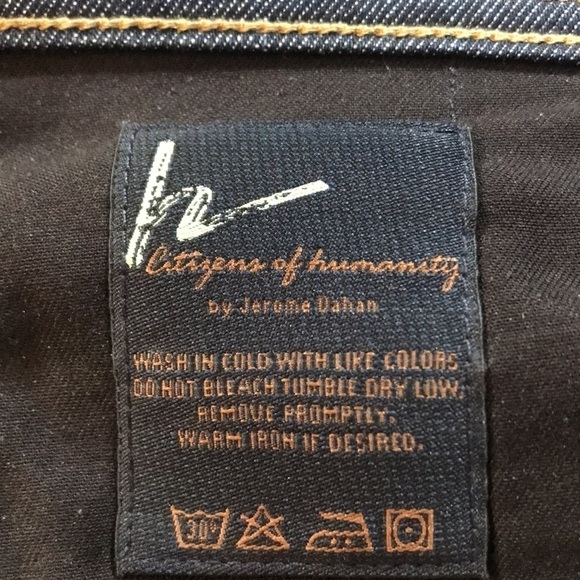 h
Citizens of humanity
by Jerome Dahan
WASH IN COLD WITH LIKE COLORS
DO NOT BLEACH TUMBLE DRY LOW.
REMOVE PROMPTLY.
WARM IRON IF DESIRED.
30°